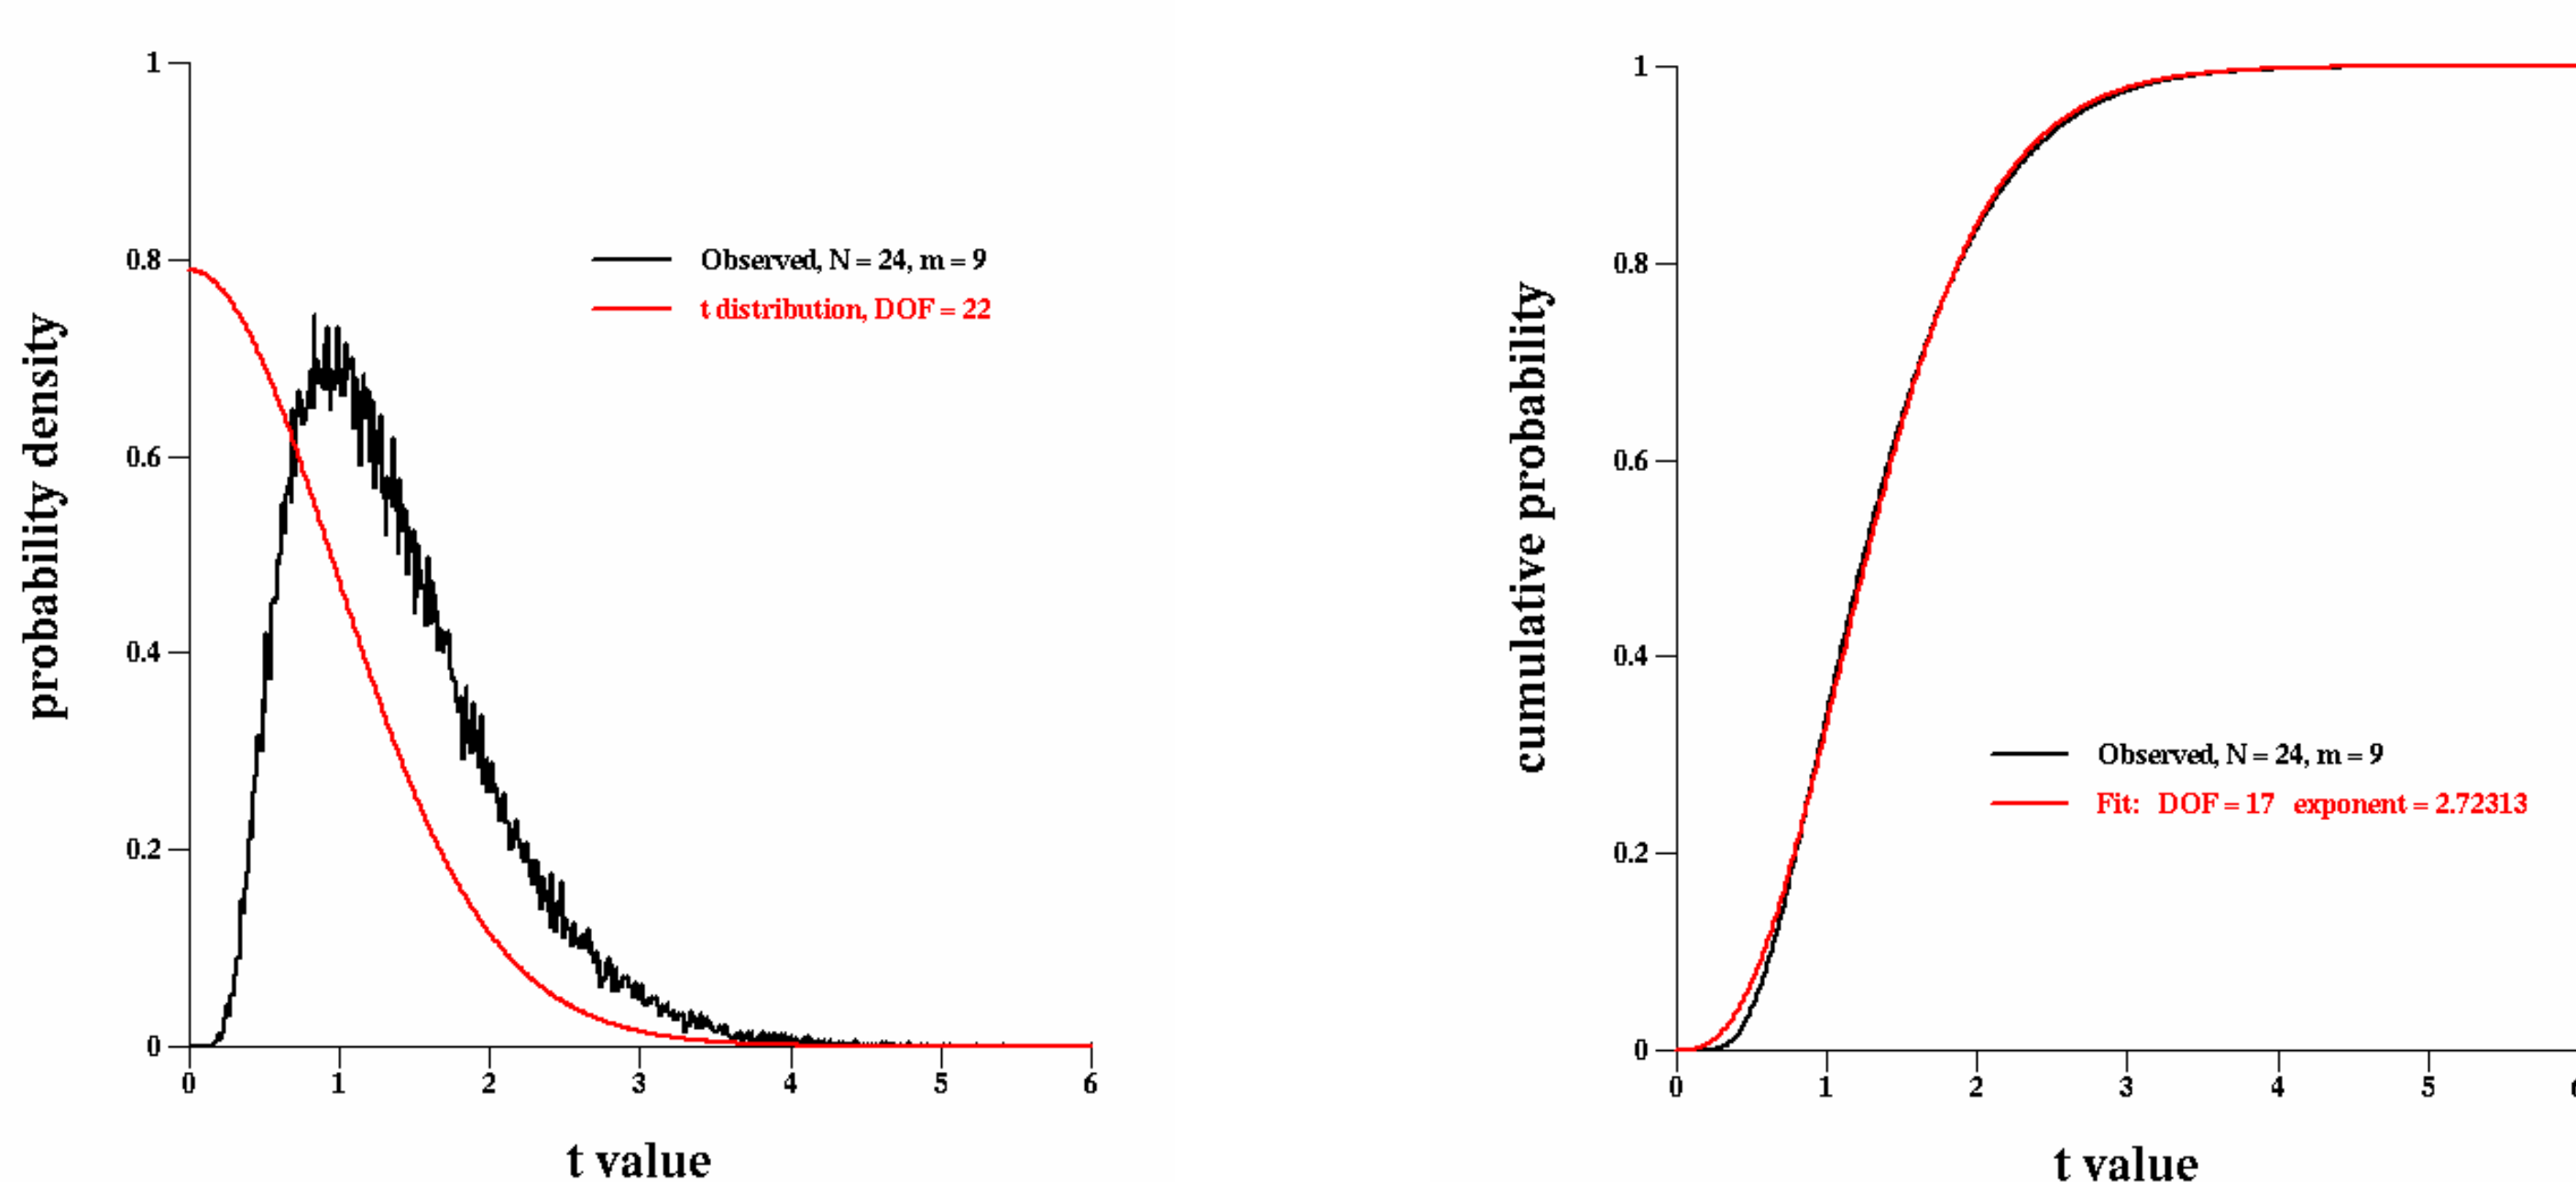 probability density
1
0.8
0.6
0.4
0.2
0
0 1 2 3 4 5 6
t value
Observed, N = 24, m = 9
t distribution, DOF = 22
cumulative probability
1
0.8
0.6
0.4
0.2
0
0 1 2 3 4 5
t value
Observed, N = 24, m = 9
Fit: DOF = 17 exponent = 2.72313